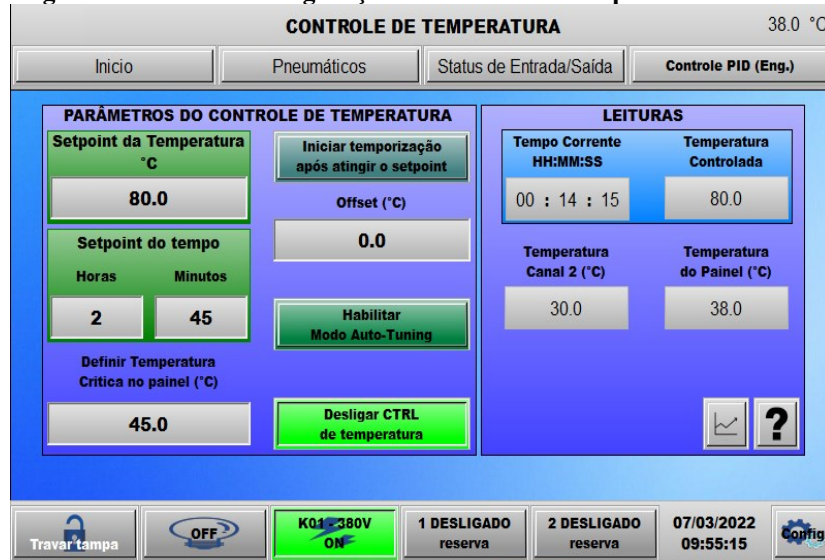 CONTROLE DE TEMPERATURA
38.0 °C
Inicio
Pneumáticos
Status de Entrada/Saída
Controle PID (Eng.)
PARÂMETROS DO CONTROLE DE TEMPERATURA
Setpoint da Temperatura
°C
80.0
Setpoint do tempo
Horas
Minutos
2
45
Definir Temperatura
Critica no painel (°C)
45.0
Iniciar temporização
após atingir o setpoint
Offset (°C)
0.0
Habilitar
Modo Auto-Tuning
Desligar CTRL
de temperatura
LEITURAS
Tempo Corrente
HH:MM:SS
00 : 14 : 15
Temperatura
Controlada
80.0
Temperatura
Canal 2 (°C)
30.0
Temperatura
do Painel (°C)
38.0
?
Travar tampa
OFF
K01 - 380V
ON
1 DESLIGADO
reserva
2 DESLIGADO
reserva
07/03/2022
09:55:15
Config